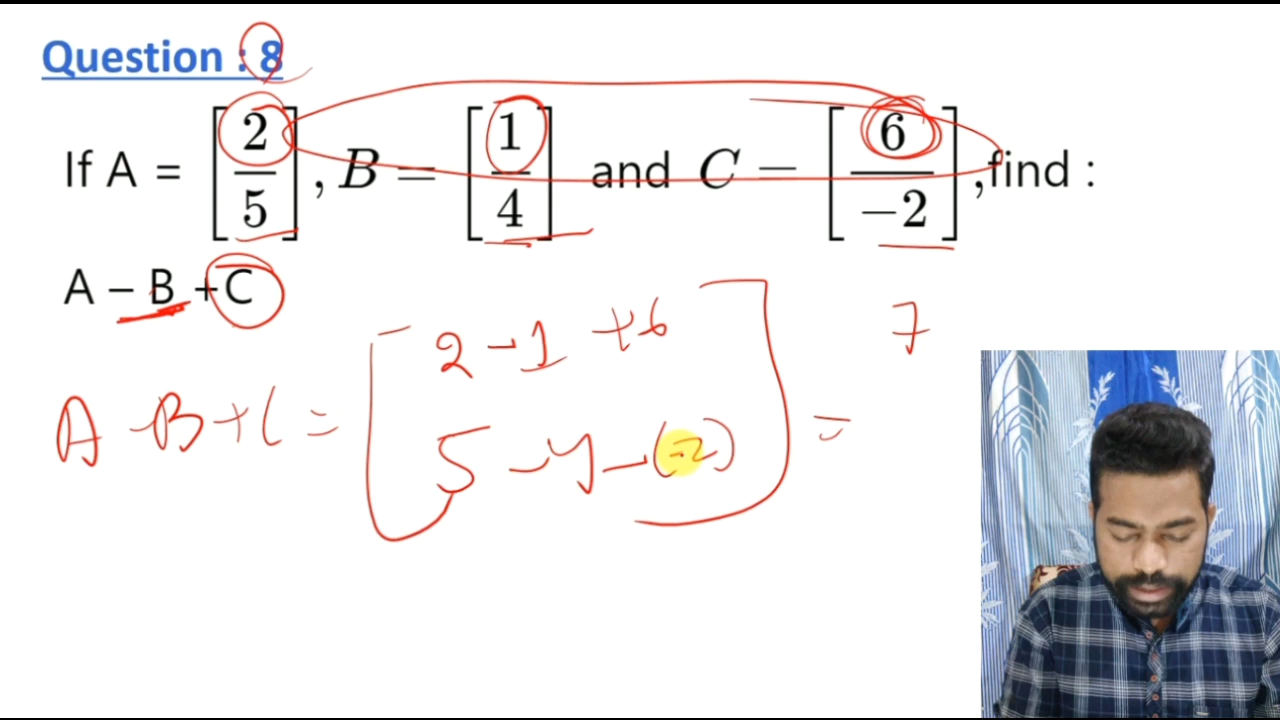 Question : 8
If A = [2/5], B = [1/4] and C − [6/−2], find :
A − B + C
A - B + C = [2 - 1 + 6
5 - 4 - (-2)] =
7